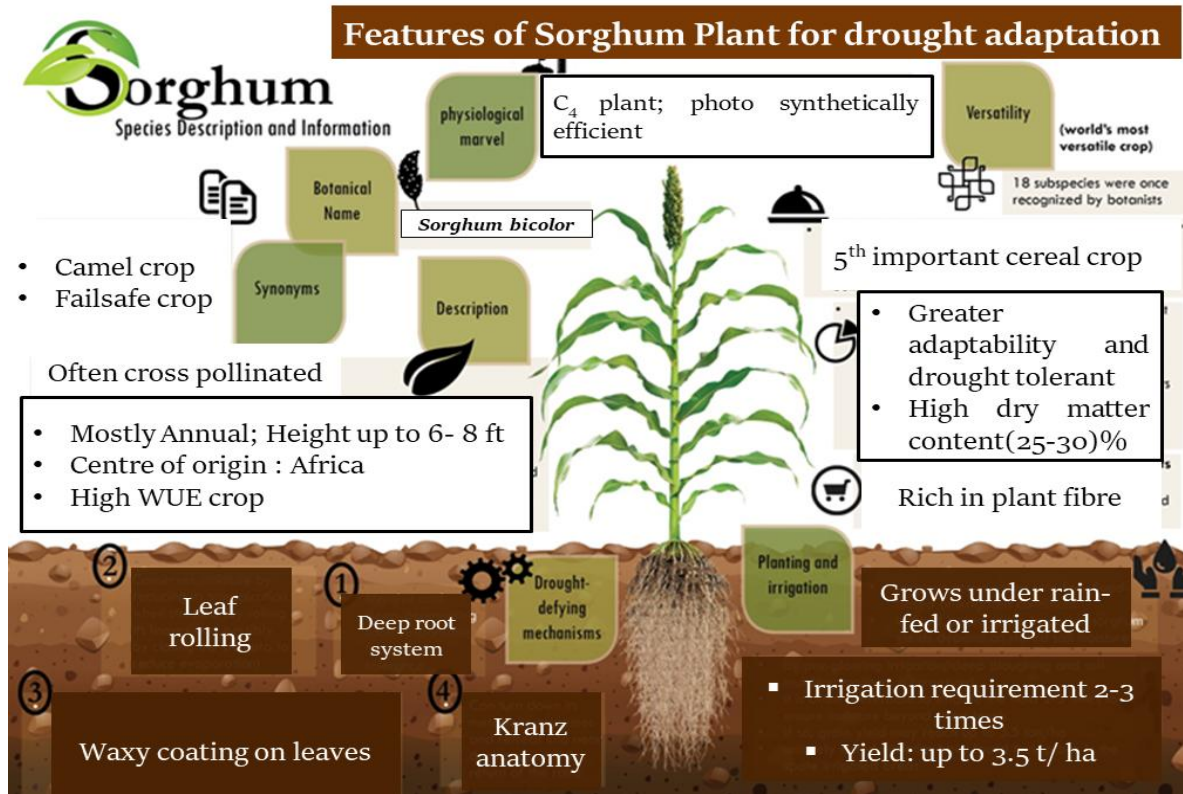 Features of Sorghum Plant for drought adaptation
Sorghum
Species Description and Information
physiological
marvel
C₄ plant; photo synthetically
efficient
Versatility
(world's most
versatile crop)
18 subspecies were once
recognized by botanists
Botanical
Name
Sorghum bicolor
• Camel crop
• Failsafe crop
Synonyms
Description
5th important cereal crop
• Greater
adaptability and
drought tolerant
• High dry matter
content(25-30)%
Often cross pollinated
• Mostly Annual; Height up to 6- 8 ft
• Centre of origin : Africa
• High WUE crop
Rich in plant fibre
2
Leaf
rolling
1
Deep root
system
Drought-
defying
mechanisms
Planting and
irrigation
Grows under rain-
fed or irrigated
3
Waxy coating on leaves
4
Kranz
anatomy
▪ Irrigation requirement 2-3
times
▪ Yield: up to 3.5 t/ ha